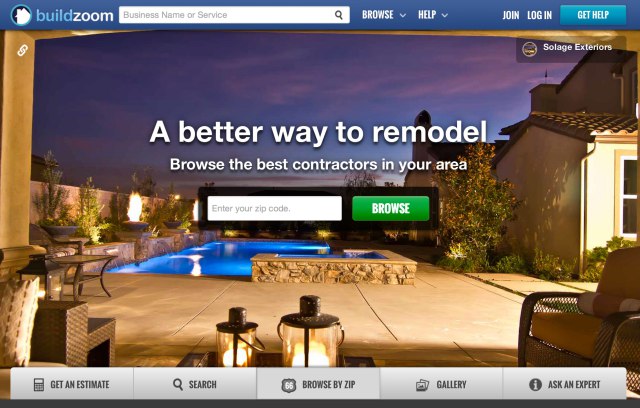 buildzoom
Business Name or Service
BROWSE
HELP
JOIN
LOG IN
GET HELP
Solage Exteriors
A better way to remodel
Browse the best contractors in your area
Enter your zip code.
BROWSE
GET AN ESTIMATE
SEARCH
66
BROWSE BY ZIP
GALLERY
ASK AN EXPERT